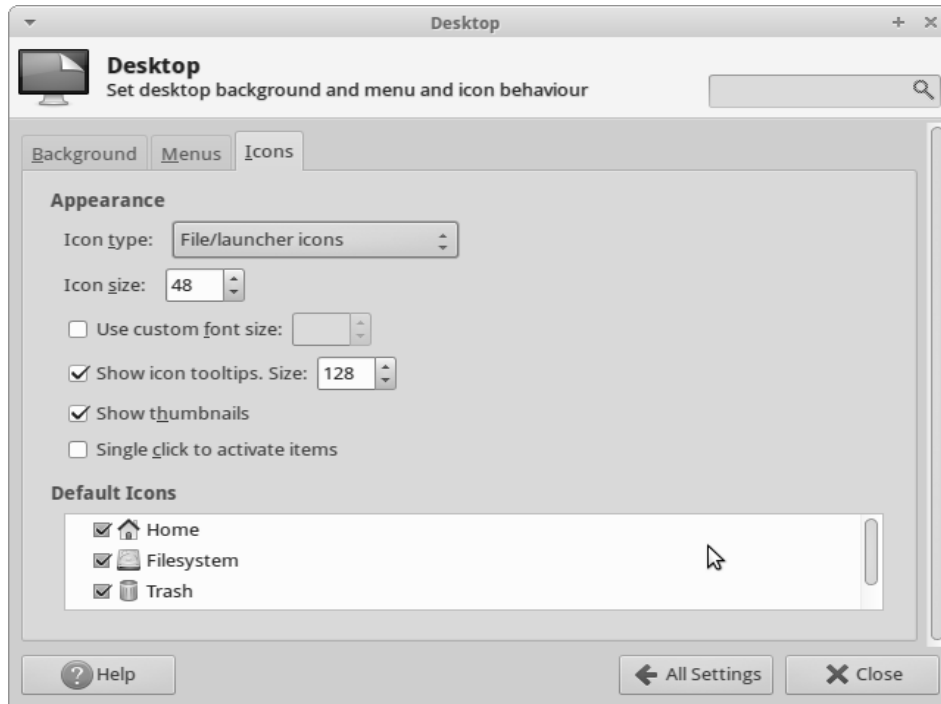 Desktop
Desktop
Set desktop background and menu and icon behaviour
Background Menus Icons
Appearance
Icon type: File/launcher icons
Icon size: 48
Use custom font size:
Show icon tooltips. Size: 128
Show thumbnails
Single click to activate items
Default Icons
Home
Filesystem
Trash
? Help All Settings Close